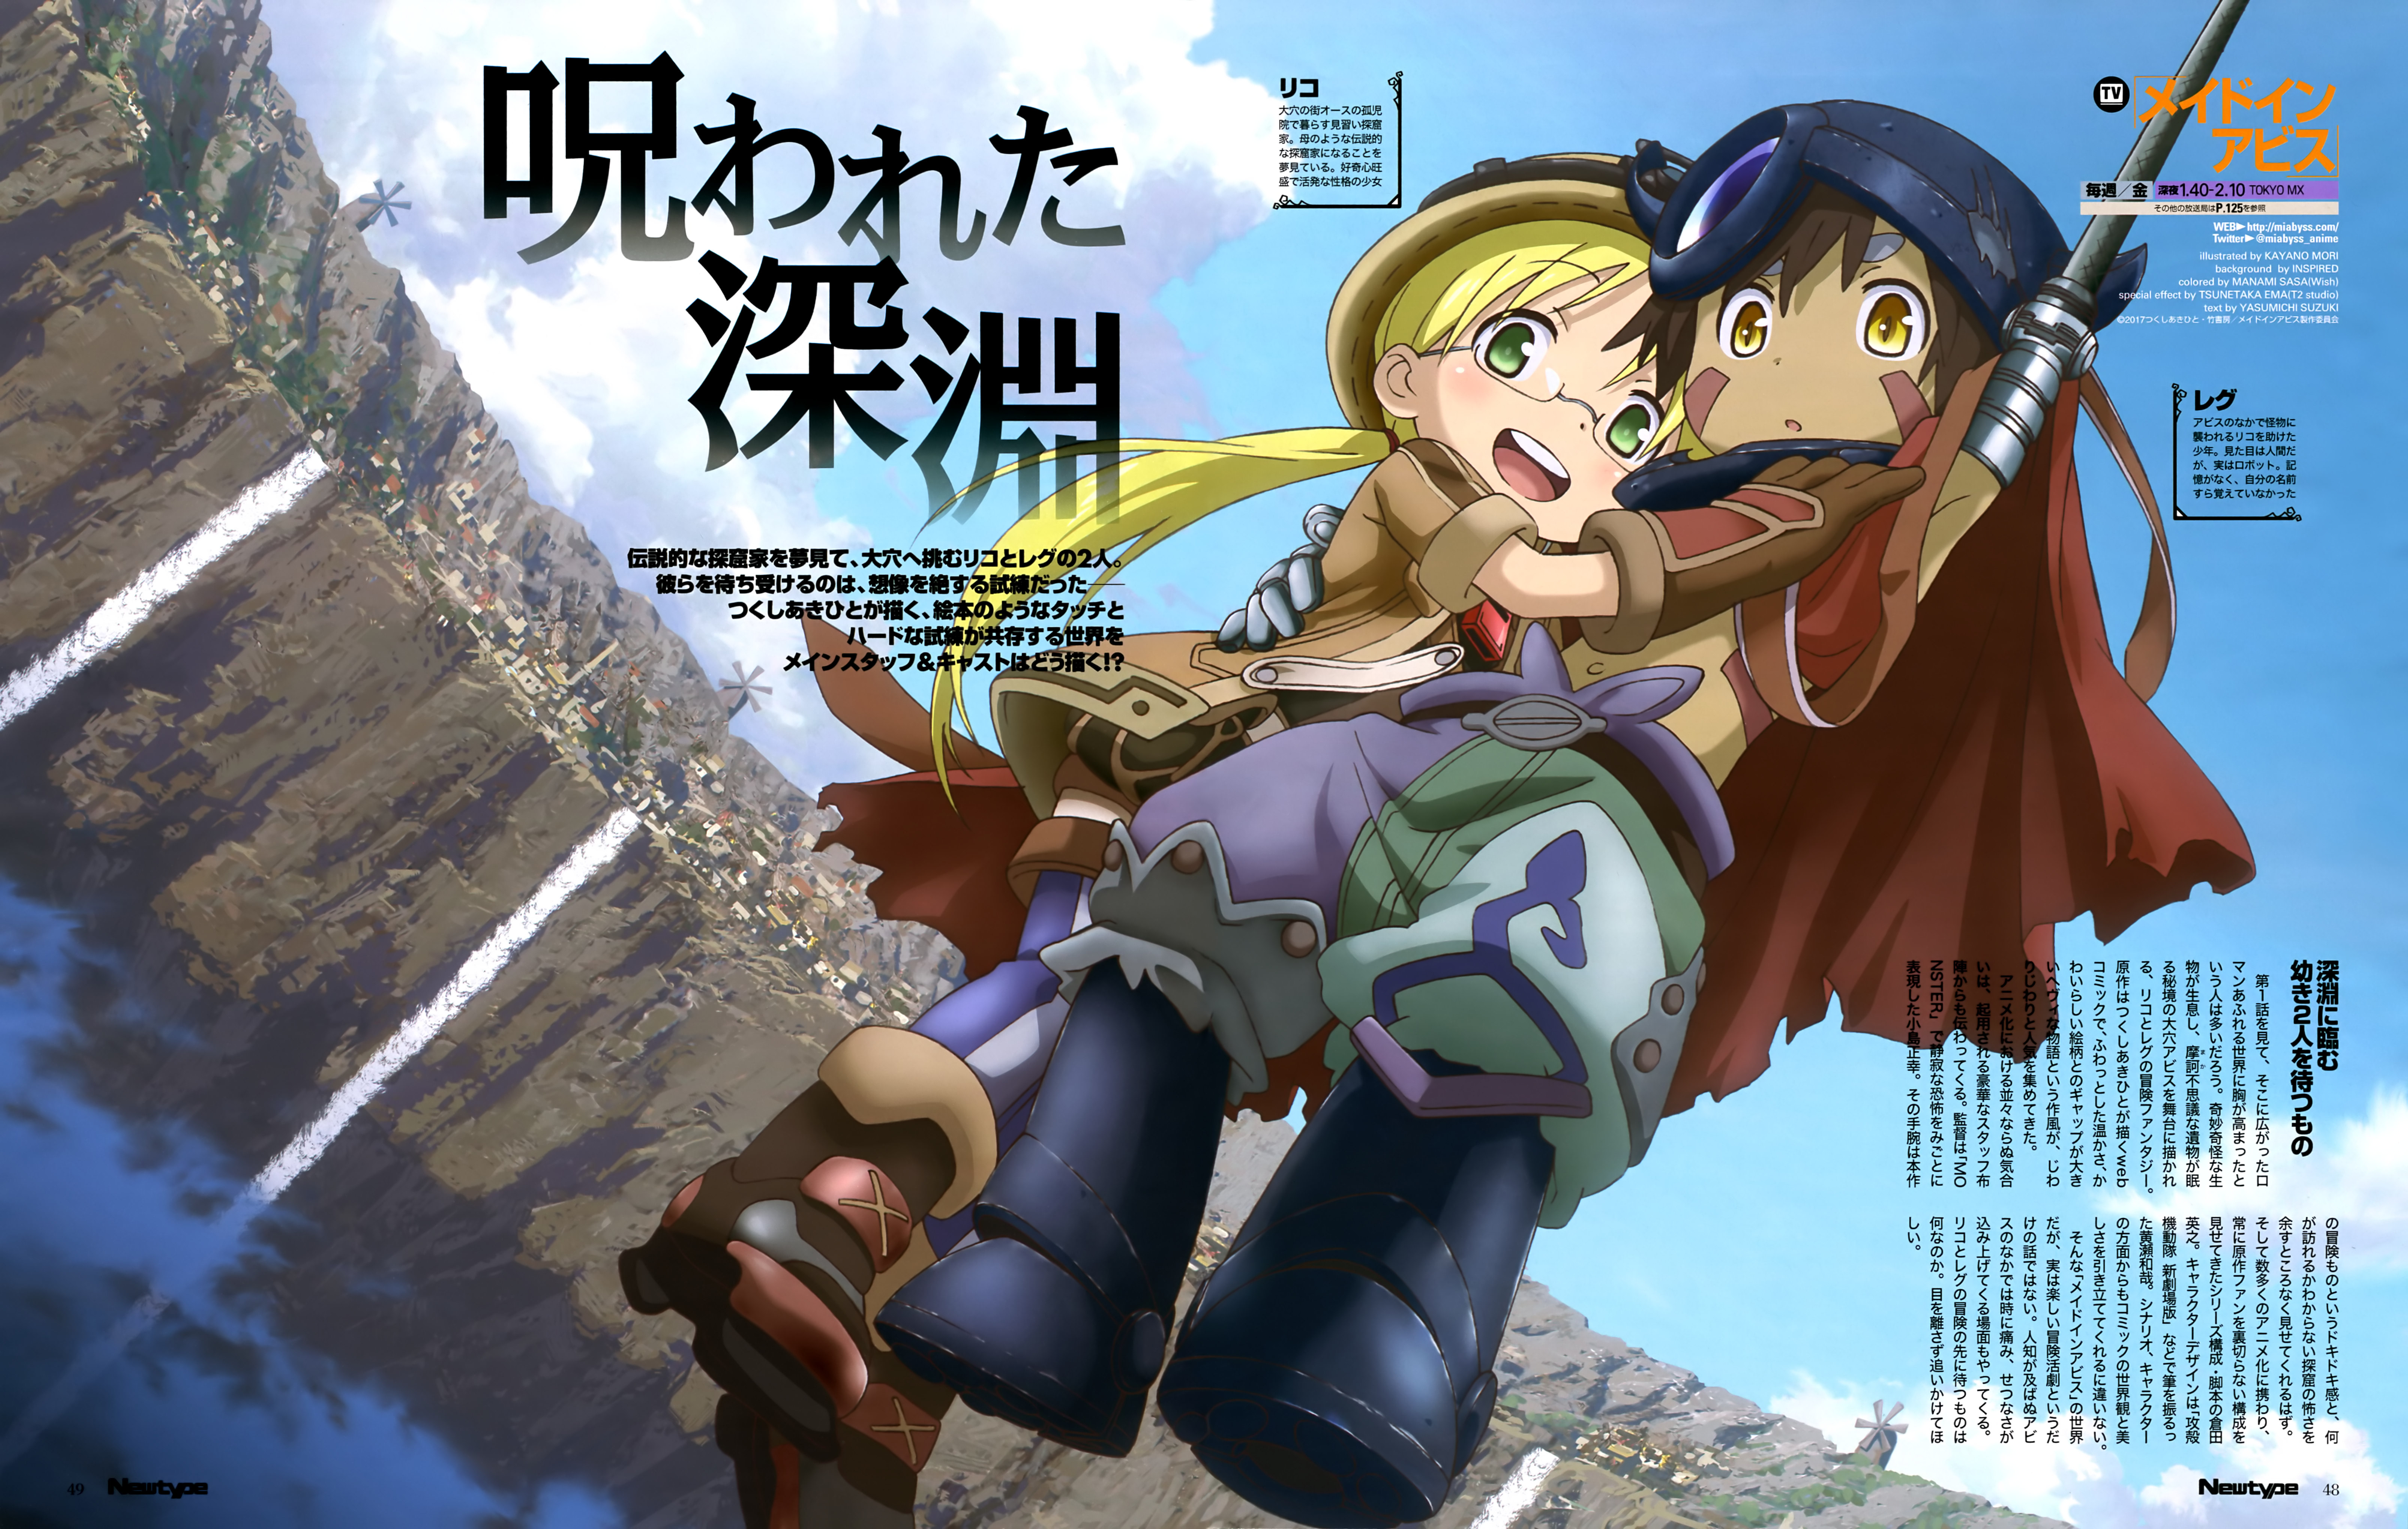 呪われた
深淵
伝説的な探窟家を夢見て、大穴へ挑むリコとレグの2人。
彼らを待ち受けるのは、想像を絶する試練だった──
つくしあきひとが描く、絵本のようなタッチと
ハードな試練が共存する世界を
メインスタッフ&キャストはどう描く!?
リコ
大穴の街オースの孤児
院で暮らす見習い探窟
家。母のような伝説的
な探窟家になることを
夢見ている。好奇心旺
盛で活発な性格の少女
TV
メイドイン
アビス
毎週／金 深夜1.40-2.10 TOKYO MX
その他の放送局はP.125を参照
WEB▶http://miabyss.com/
Twitter▶@miabyss_anime
illustrated by KAYANO MORI
background by INSPIRED
colored by MANAMI SASA(Wish)
special effect by TSUNETAKA EMA(T2 studio)
text by YASUMICHI SUZUKI
©2017つくしあきひと・竹書房／メイドインアビス製作委員会
レグ
アビスのなかで怪物に
襲われるリコを助けた
少年。見た目は人間だ
が、実はロボット。記
憶がなく、自分の名前
すら覚えていなかった
深淵に臨む
幼き2人を待つもの
第1話を見て、そこに広がったロ
マンあふれる世界に胸が高まったと
いう人は多いだろう。奇妙奇怪な生
物が生息し、摩訶不思議な遺物が眠
る秘境の大穴アビスを舞台に描かれ
る、リコとレグの冒険ファンタジー。
原作はつくしあきひとが描くweb
コミックで、ふわっとした温かさ、か
わいらしい絵柄とのギャップが大き
いヘヴィな物語という作風が、じわ
りじわりと人気を集めてきた。
アニメ化における並々ならぬ気合
いは、起用される豪華なスタッフ布
陣からも伝わってくる。監督は「MO
NSTER」で静寂な恐怖をみごとに
表現した小島正幸。その手腕は本作
の冒険ものというドキドキ感と、何
が訪れるかわからない探窟の怖さを
余すところなく見せてくれるはず。
そして数多くのアニメ化に携わり、
常に原作ファンを裏切らない構成を
見せてきたシリーズ構成・脚本の倉田
英之。キャラクターデザインは、「攻殻
機動隊 新劇場版」などで筆を振るっ
た黄瀬和哉。シナリオ、キャラクター
の方面からもコミックの世界観と美
しさを引き立ててくれるに違いない。
そんな「メイドインアビス」の世界
だが、実は楽しい冒険活劇というだ
けの話ではない。人知が及ばぬアビ
スのなかでは時に痛み、せつなさが
込み上げてくる場面もやってくる。
リコとレグの冒険の先に待つものは
何なのか。目を離さず追いかけてほ
しい。
49 Newtype
Newtype 48